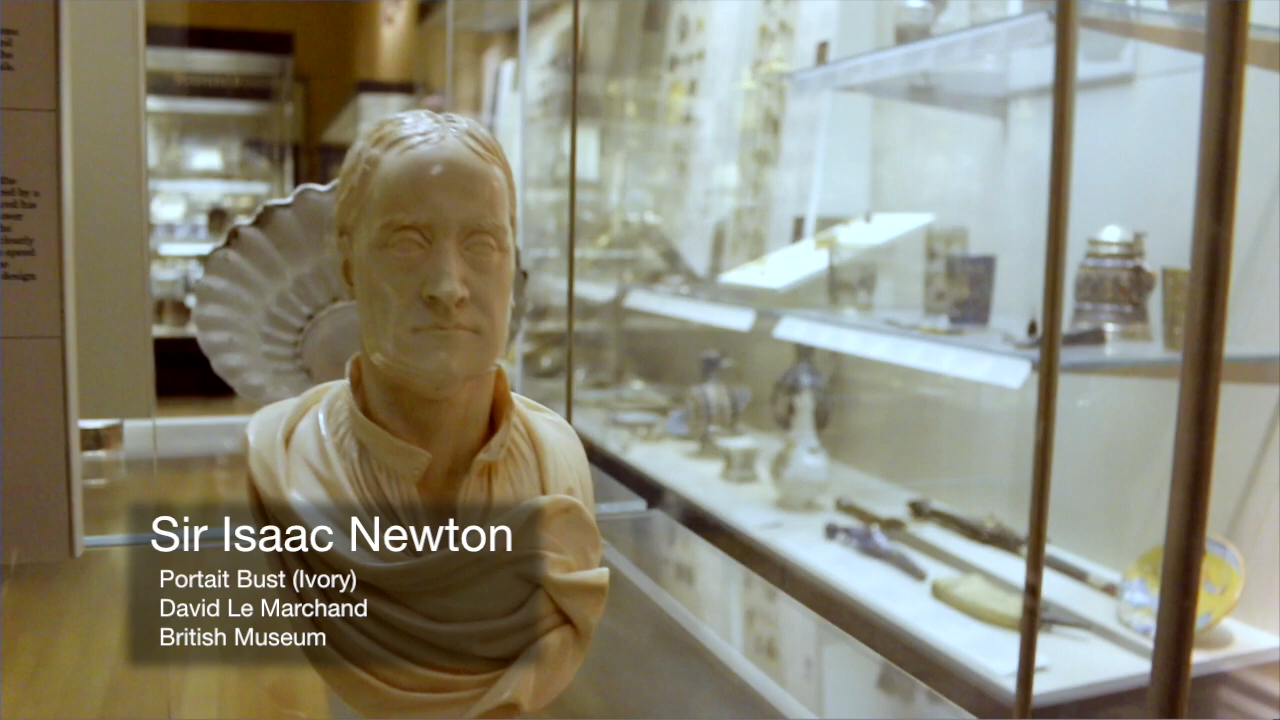 Sir Isaac Newton
Portait Bust (Ivory)
David Le Marchand
British Museum